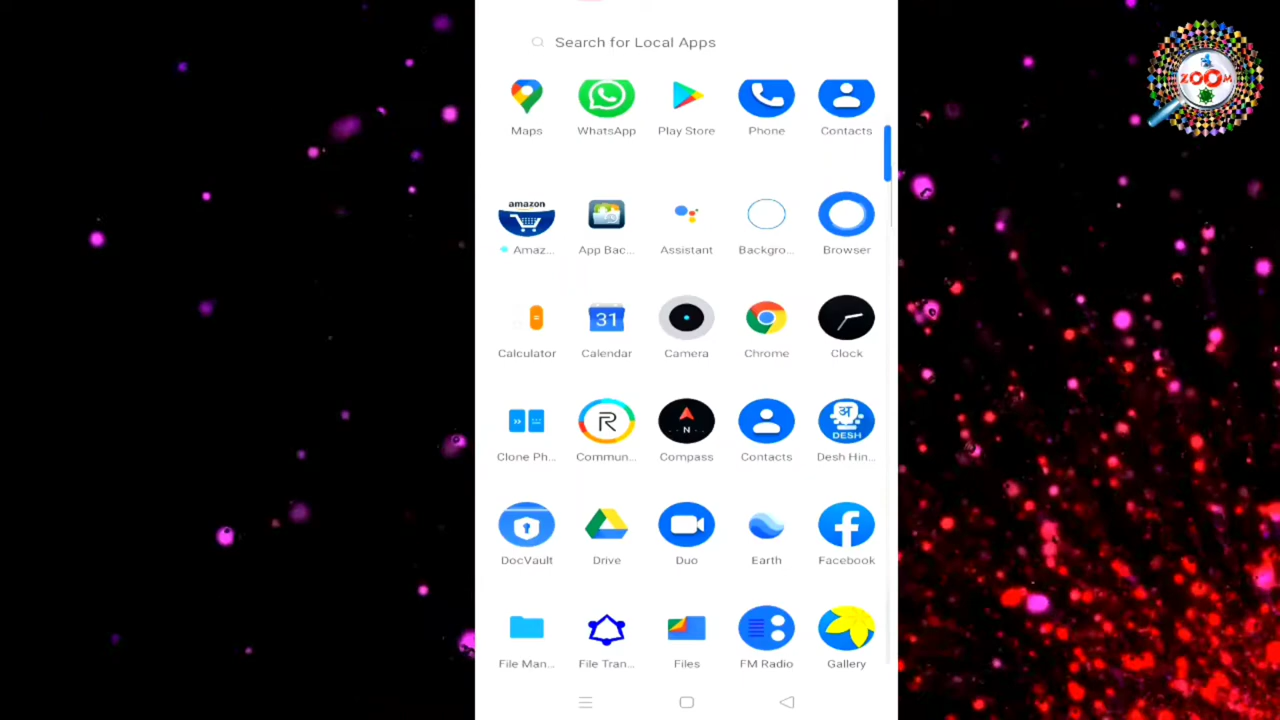 Search for Local Apps
ZOOM
Maps WhatsApp Play Store Phone Contacts
amazon
Amaz... App Bac... Assistant Backgro... Browser
31
Calculator Calendar Camera Chrome Clock
N
अ
DESH
Clone Ph... Commun... Compass Contacts Desh Hin...
DocVault Drive Duo Earth Facebook
File Man... File Tran... Files FM Radio Gallery